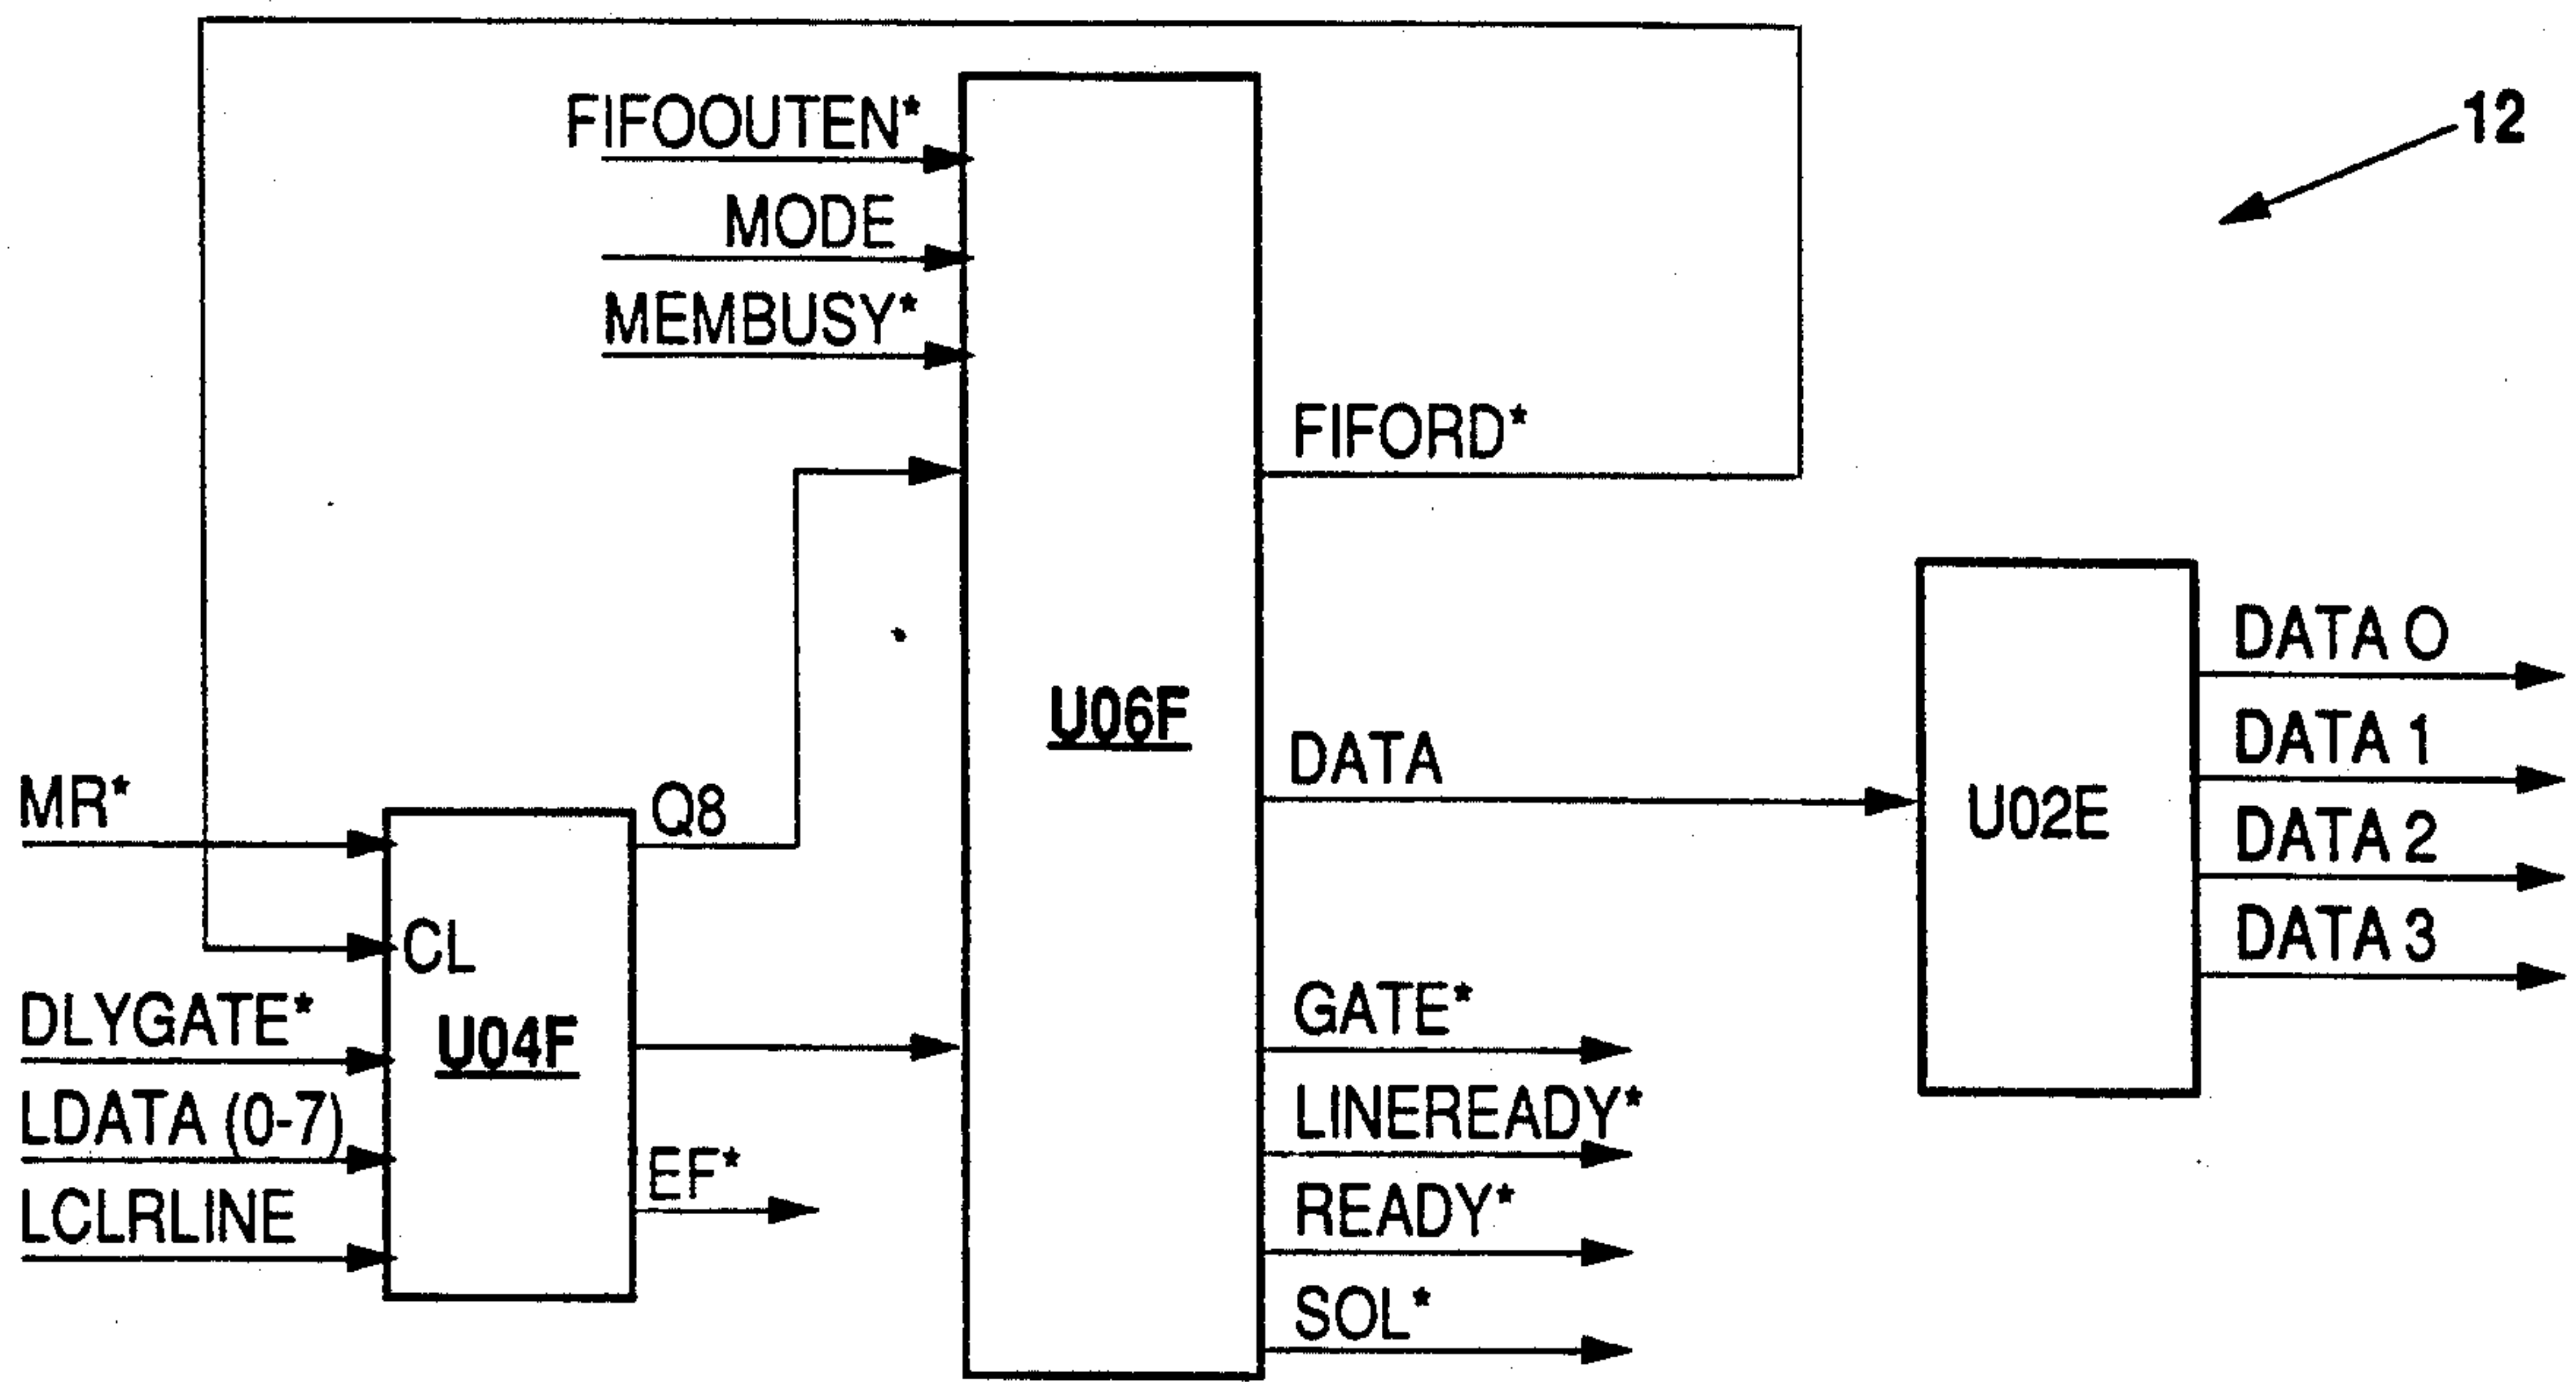 12
FIFOOUTEN*
MODE
MEMBUSY*
FIFORD*
U06F
DATA
U02E
DATA 0
DATA 1
DATA 2
DATA 3
MR*
Q8
CL
DLYGATE*
U04F
LDATA (0-7)
LCLRLINE
EF*
GATE*
LINEREADY*
READY*
SOL*